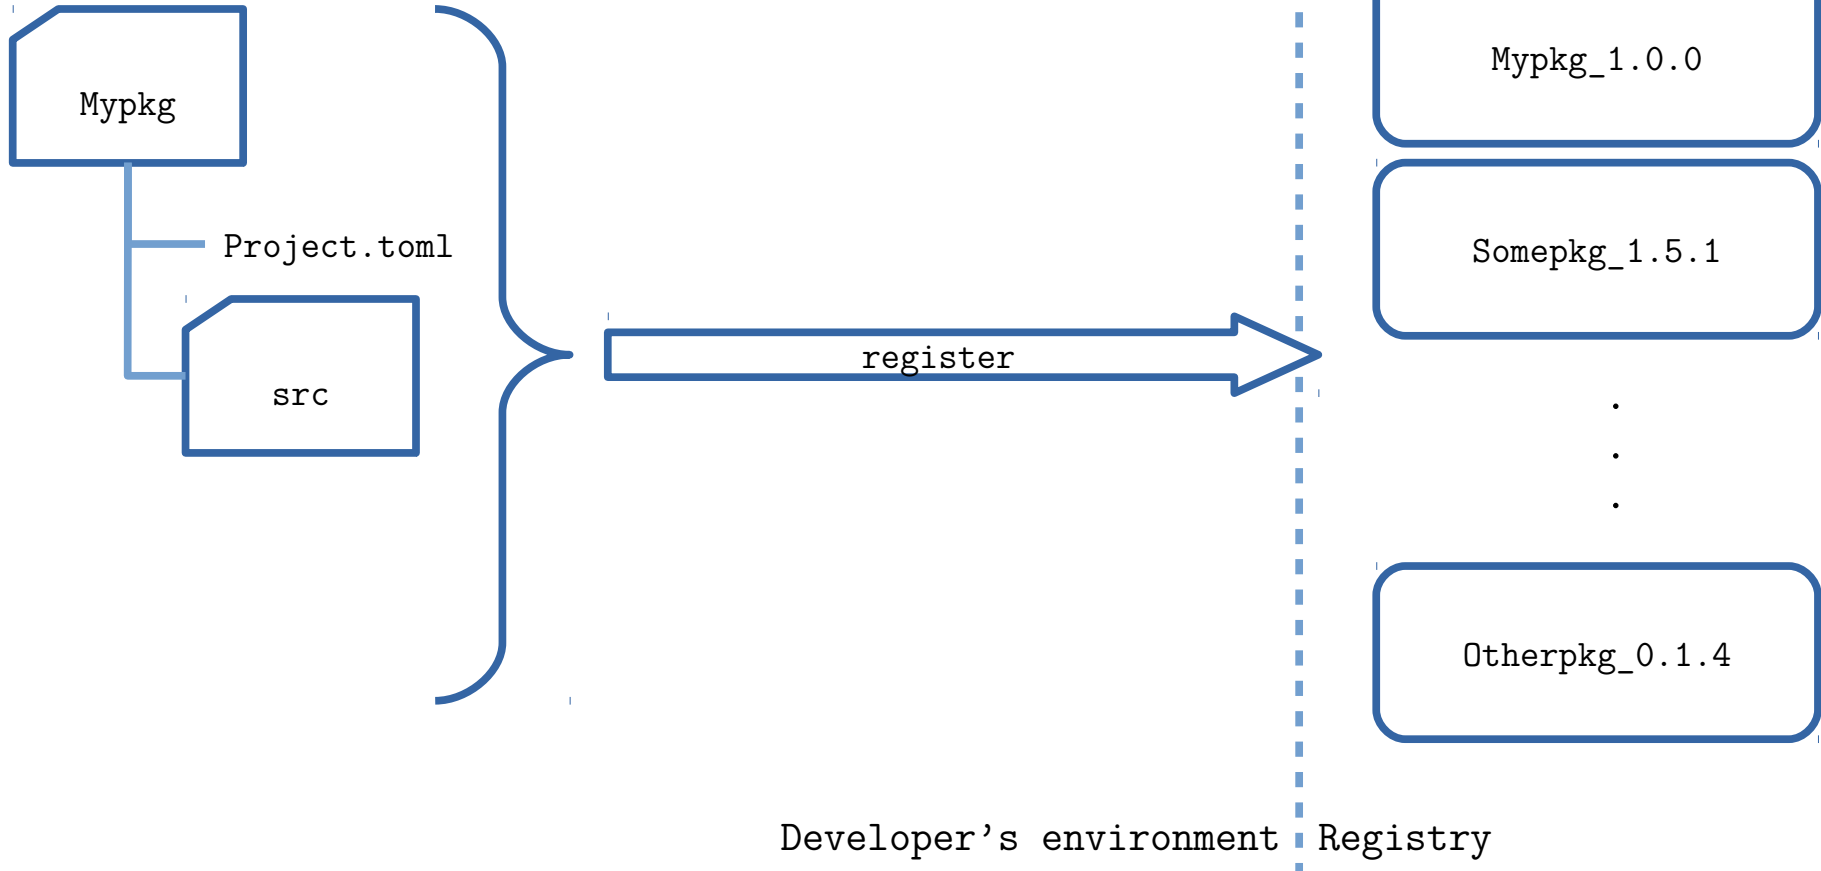 Mypkg
Project.toml
src
register
Mypkg_1.0.0
Somepkg_1.5.1
.
.
.
Otherpkg_0.1.4
Developer's environment
Registry